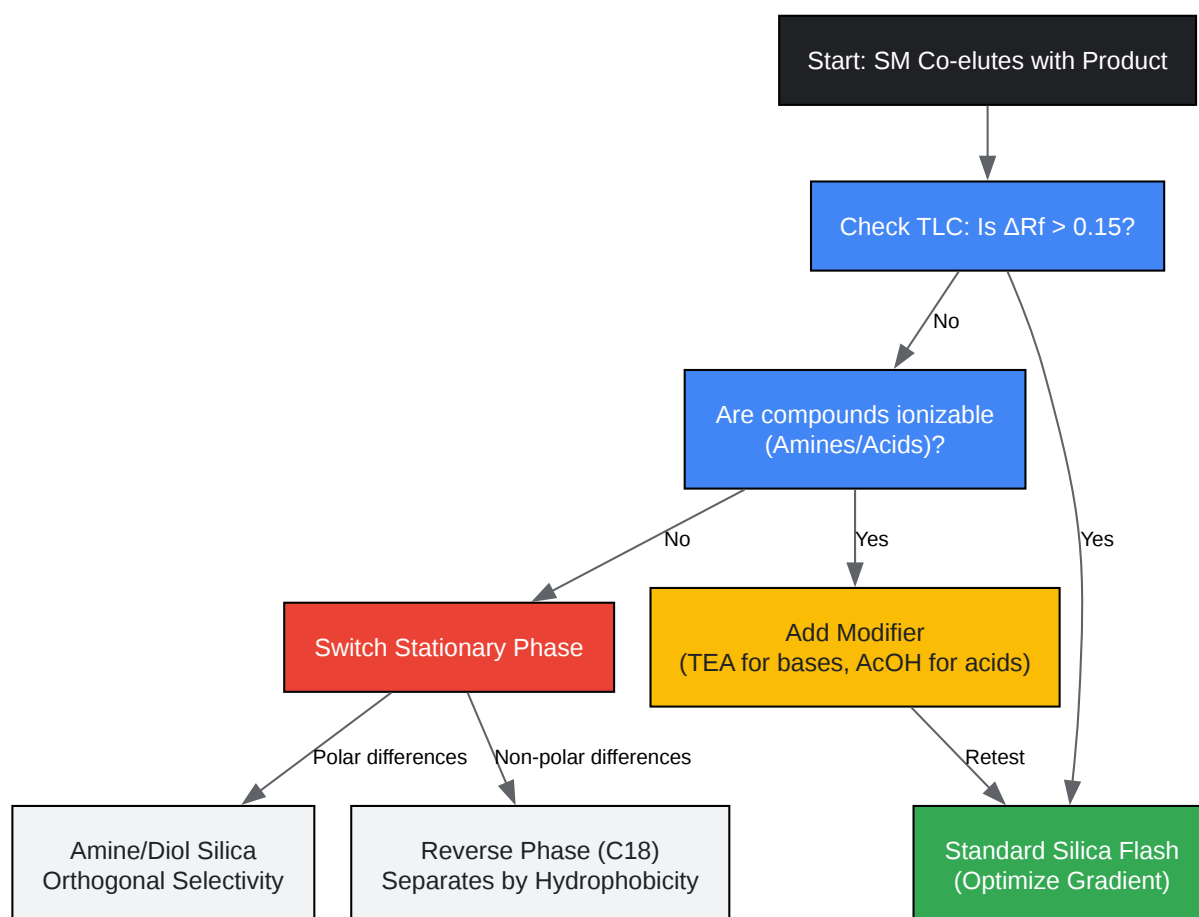 Start: SM Co-elutes with Product
Check TLC: Is ΔRf > 0.15?
No
Are compounds ionizable
(Amines/Acids)?
No
Yes
Yes
Switch Stationary Phase
Add Modifier
(TEA for bases, AcOH for acids)
Polar differences
Non-polar differences
Retest
Amine/Diol Silica
Orthogonal Selectivity
Reverse Phase (C18)
Separates by Hydrophobicity
Standard Silica Flash
(Optimize Gradient)